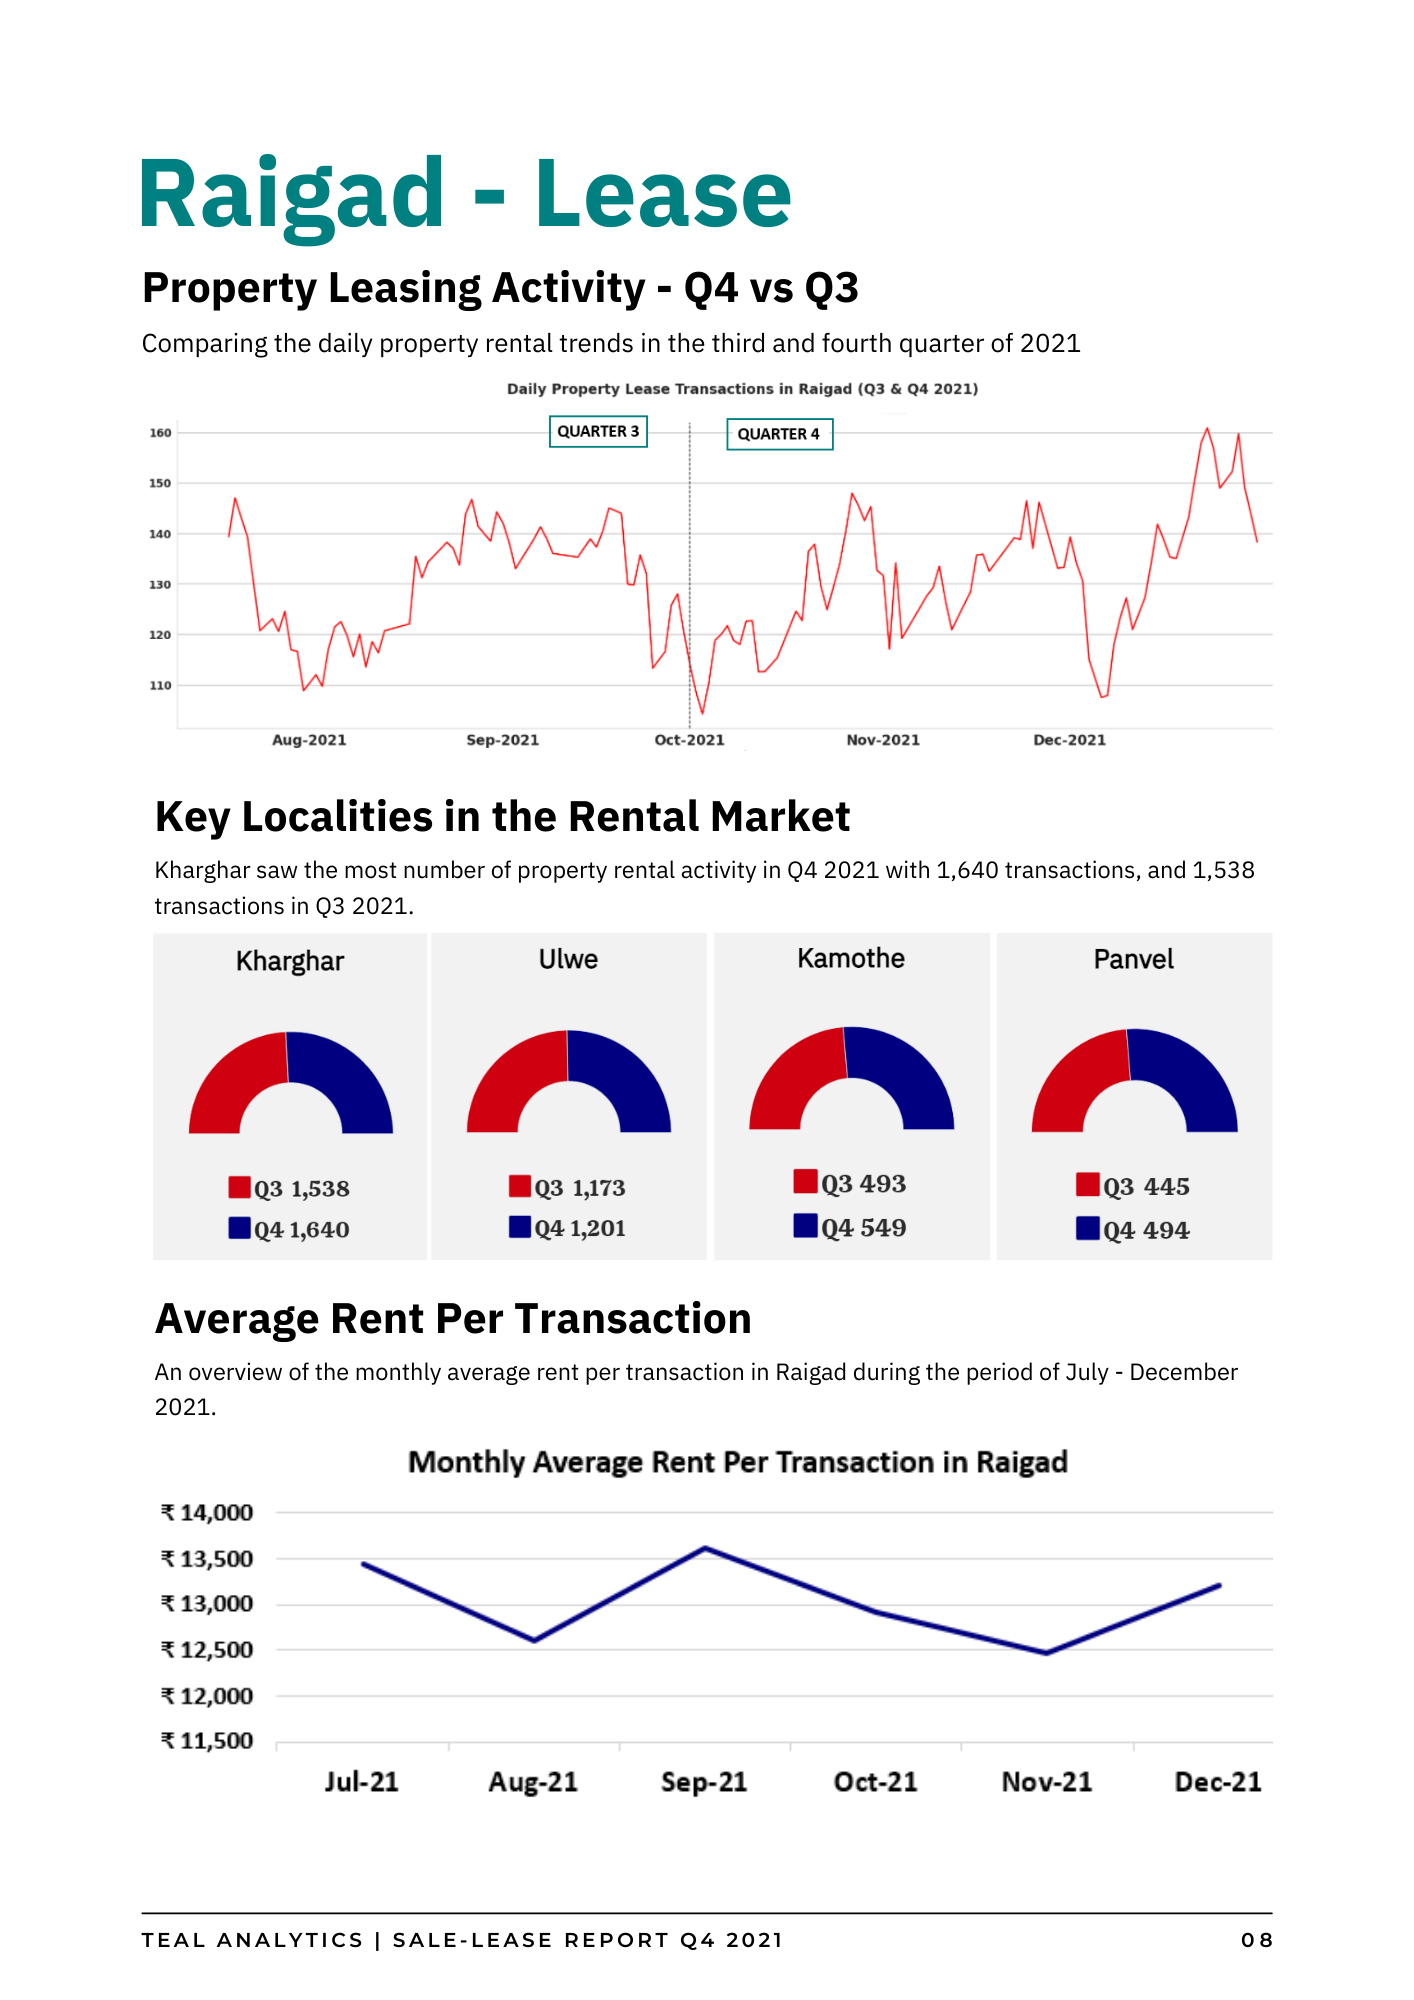 Raigad - Lease
Property Leasing Activity - Q4 vs Q3
Comparing the daily property rental trends in the third and fourth quarter of 2021
Daily Property Lease Transactions in Raigad (Q3 & Q4 2021)
QUARTER 3
QUARTER 4
160
150
140
130
120
110
Aug-2021 Sep-2021 Oct-2021 Nov-2021 Dec-2021
Key Localities in the Rental Market
Kharghar saw the most number of property rental activity in Q4 2021 with 1,640 transactions, and 1,538
transactions in Q3 2021.
Kharghar
Q3 1,538
Q4 1,640
Ulwe
Q3 1,173
Q4 1,201
Kamothe
Q3 493
Q4 549
Panvel
Q3 445
Q4 494
Average Rent Per Transaction
An overview of the monthly average rent per transaction in Raigad during the period of July - December
2021.
Monthly Average Rent Per Transaction in Raigad
₹ 14,000
₹ 13,500
₹ 13,000
₹ 12,500
₹ 12,000
₹ 11,500
Jul-21 Aug-21 Sep-21 Oct-21 Nov-21 Dec-21
TEAL ANALYTICS | SALE-LEASE REPORT Q4 2021 08